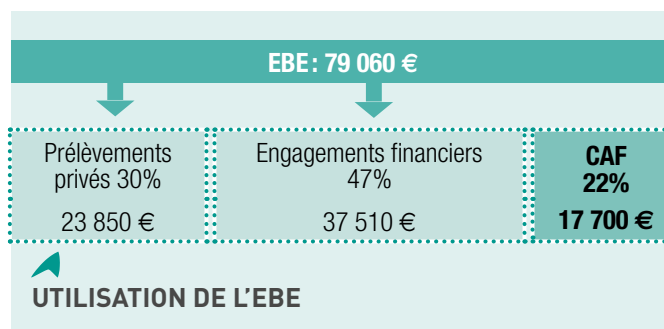 EBE : 79 060 €
Prélèvements
privés 30%
23 850 €
Engagements financiers
47%
37 510 €
CAF
22%
17 700 €
UTILISATION DE L’EBE